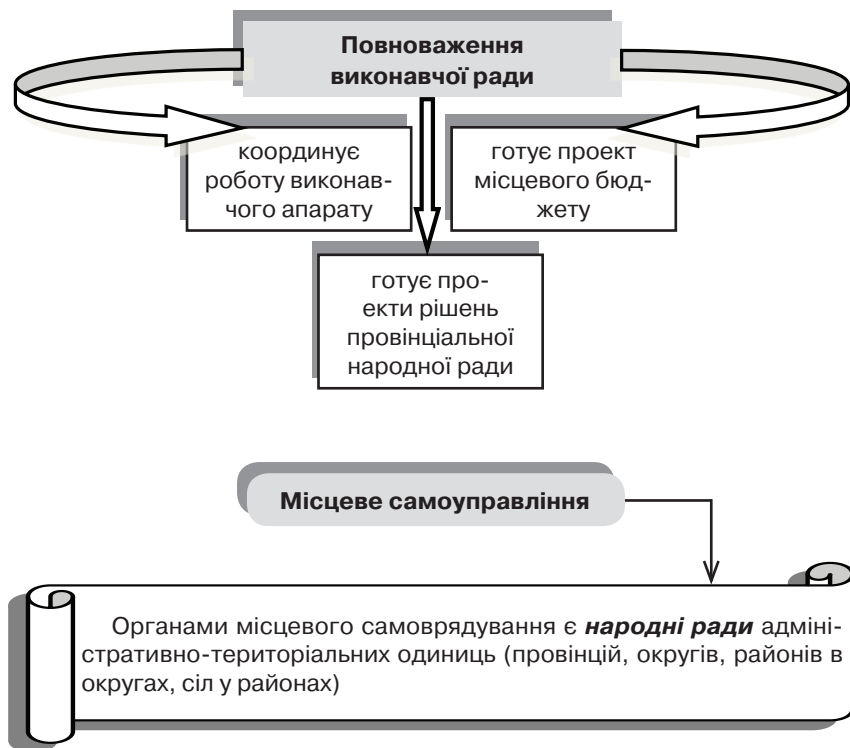 Повноваження
виконавчої ради
координує
роботу виконав-
чого апарату
готує проект
місцевого бюд-
жету
готує про-
екти рішень
провінціальної
народної ради
Місцеве самоуправління
Органами місцевого самоврядування є народні ради адміні-
стративно-територіальних одиниць (провінцій, округів, районів в
округах, сіл у районах)